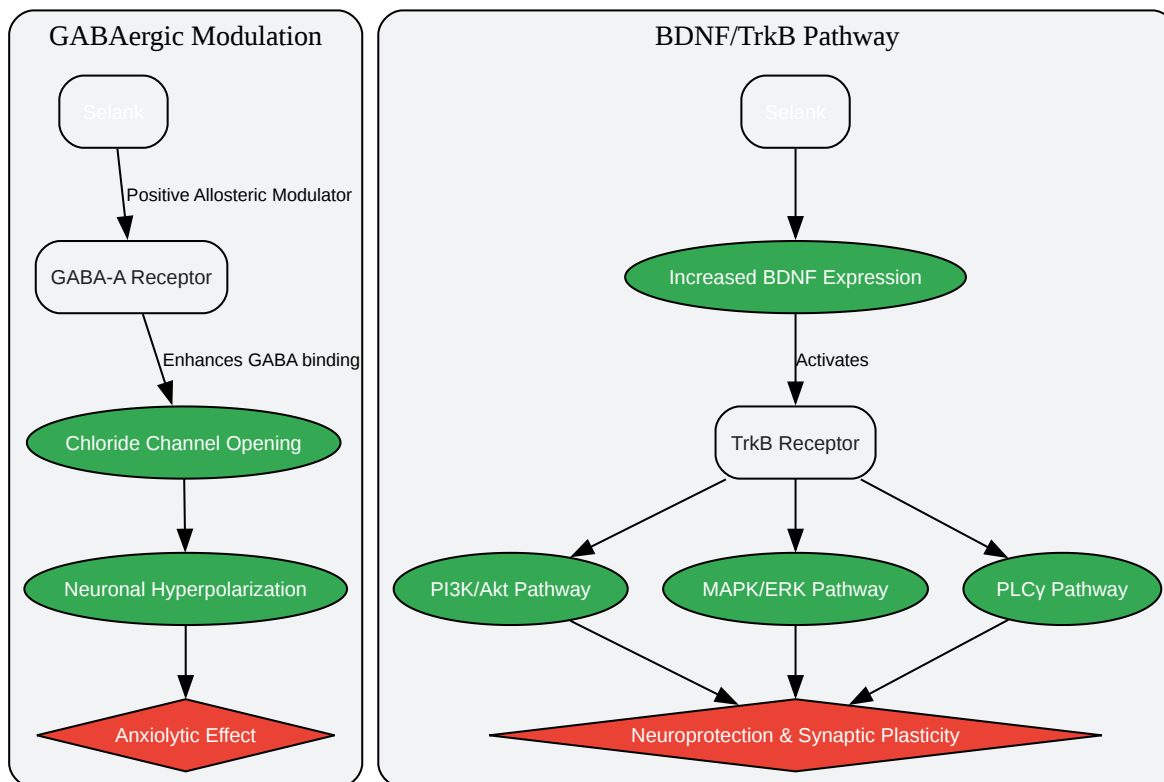 GABAergic Modulation
Selank
Positive Allosteric Modulator
GABA-A Receptor
Enhances GABA binding
Chloride Channel Opening
Neuronal Hyperpolarization
Anxiolytic Effect
BDNF/TrkB Pathway
Selank
Increased BDNF Expression
Activates
TrkB Receptor
PI3K/Akt Pathway
MAPK/ERK Pathway
PLCγ Pathway
Neuroprotection & Synaptic Plasticity